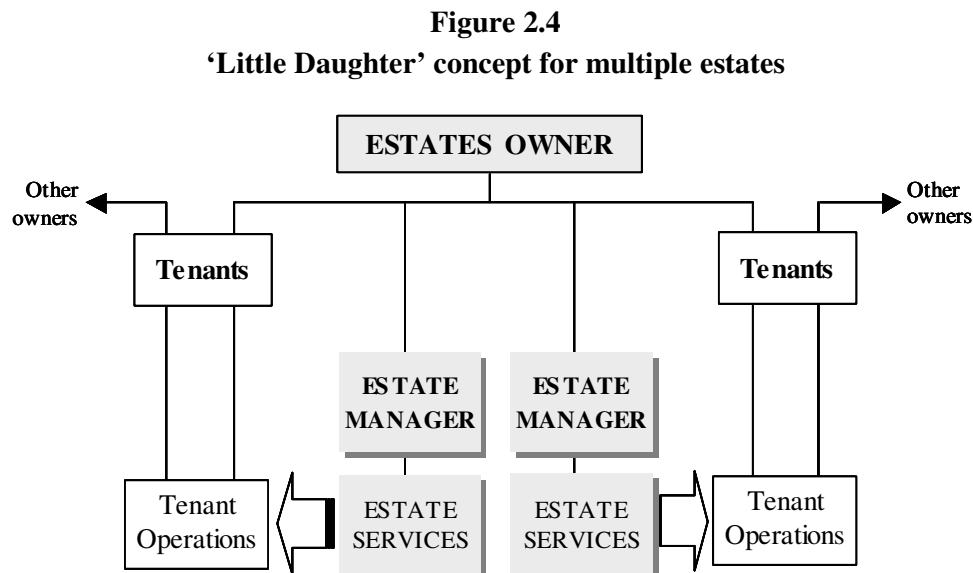 Figure 2.4
‘Little Daughter’ concept for multiple estates
ESTATES OWNER
Other
owners
Other
owners
Tenants
Tenants
ESTATE
MANAGER
ESTATE
MANAGER
Tenant
Operations
ESTATE
SERVICES
ESTATE
SERVICES
Tenant
Operations